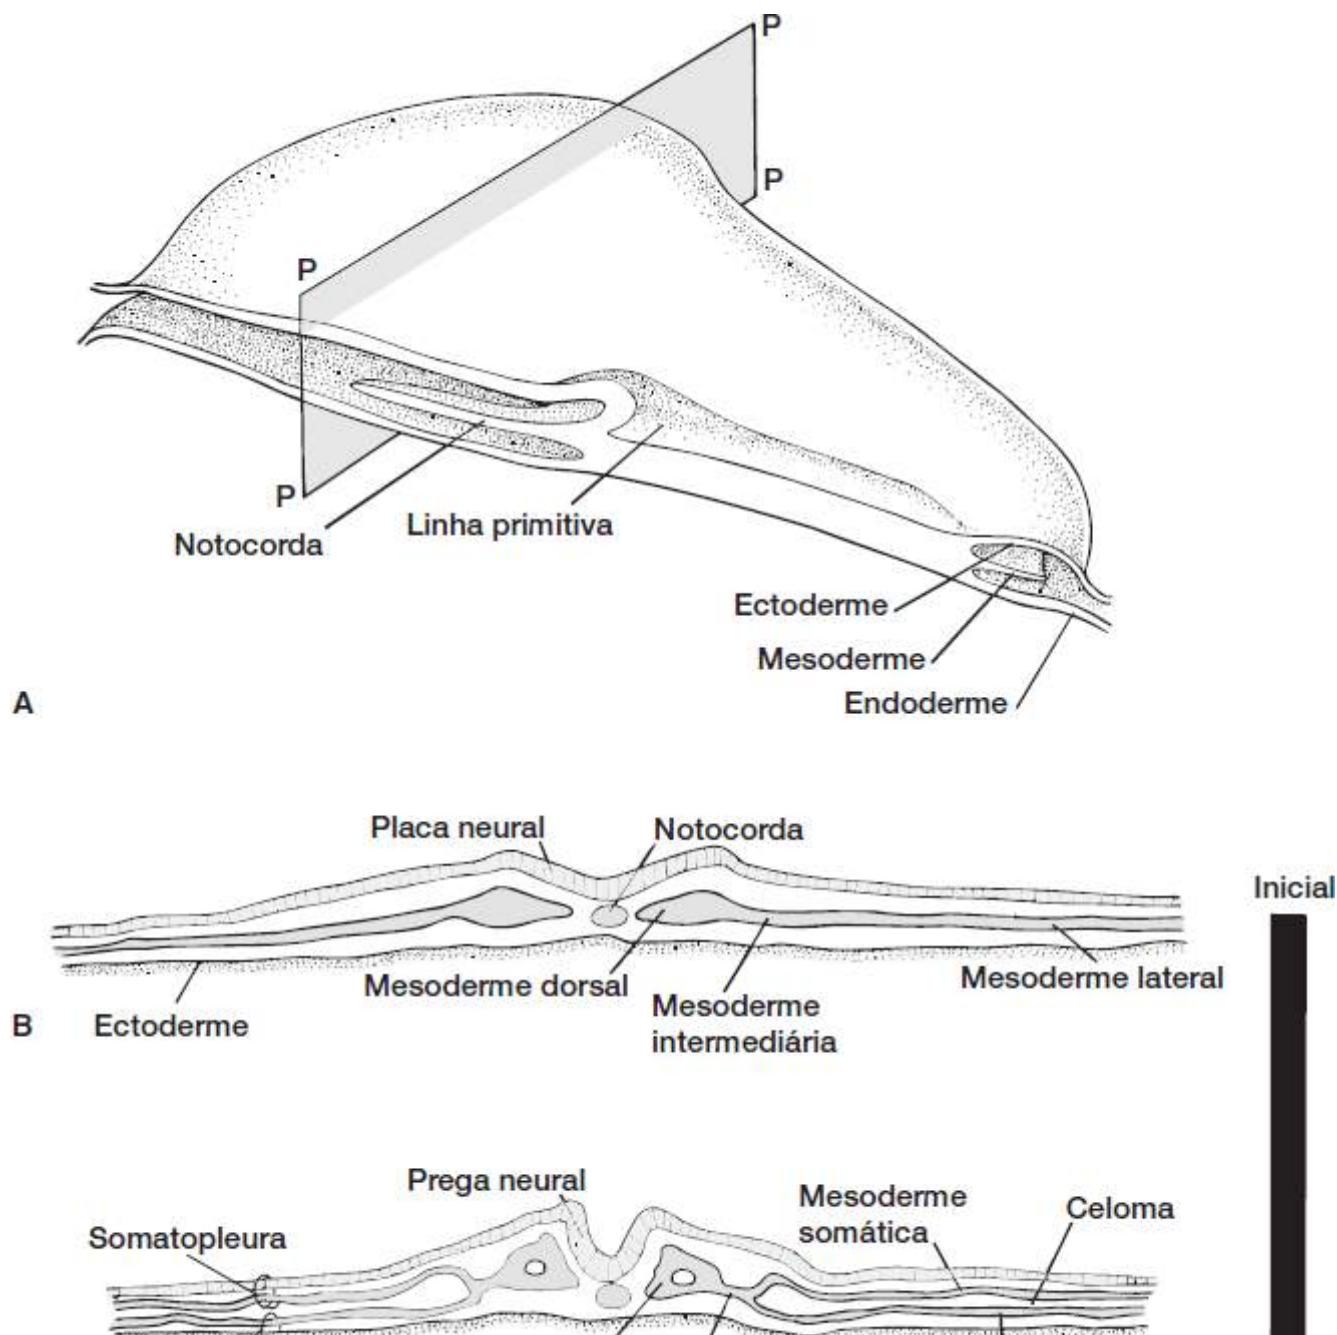 P
P
P
P
Notocorda
Linha primitiva
Ectoderme
Mesoderme
Endoderme
A
Placa neural
Notocorda
Inicial
Mesoderme dorsal
Mesoderme lateral
Ectoderme
Mesoderme
intermediária
B
Prega neural
Mesoderme
somática
Celoma
Somatopleura